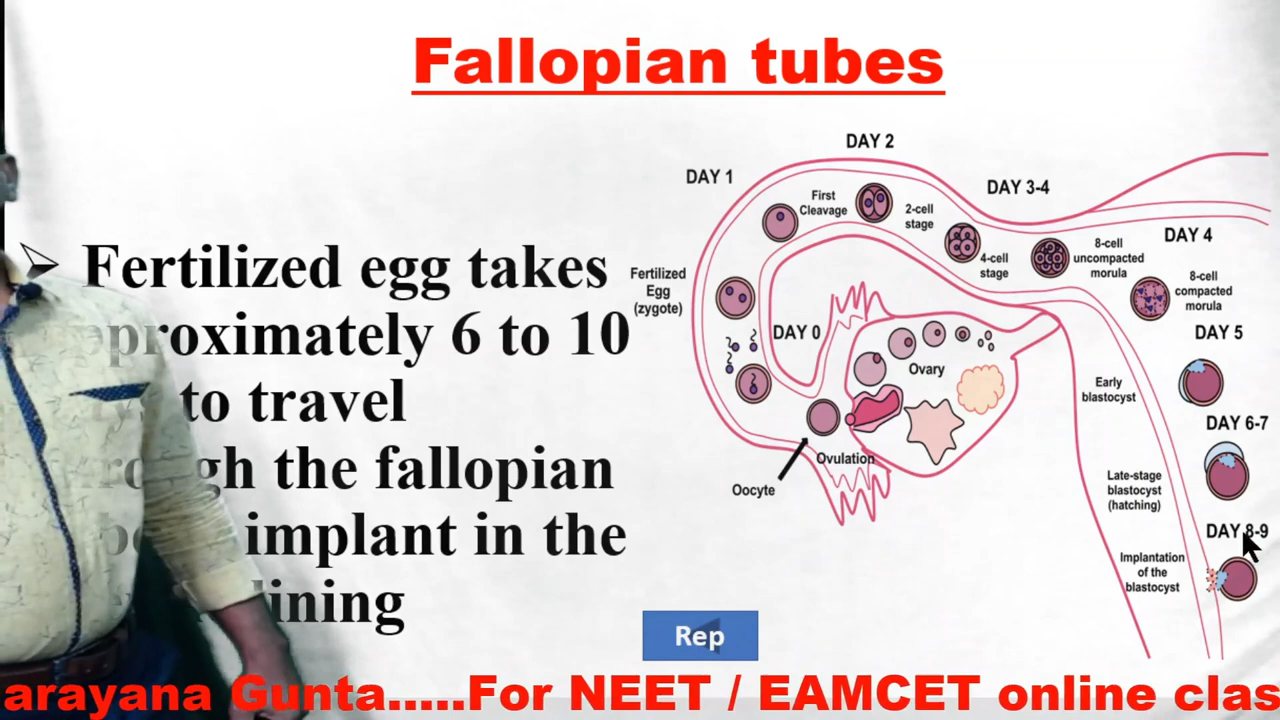 Fallopian tubes
Fertilized egg takes
roximately 6 to 10
to travel
the fallopian
implant in the
lining
DAY 0
DAY 1
DAY 2
DAY 3-4
DAY 4
DAY 5
DAY 6-7
DAY 8-9
Fertilized
Egg
(zygote)
First
Cleavage
2-cell
stage
4-cell
stage
8-cell
uncompacted
morula
8-cell
compacted
morula
Early
blastocyst
Late-stage
blastocyst
(hatching)
Implantation
of the
blastocyst
Ovary
Ovulation
Oocyte
Rep
arayana Gunta.....For NEET / EAMCET online clas